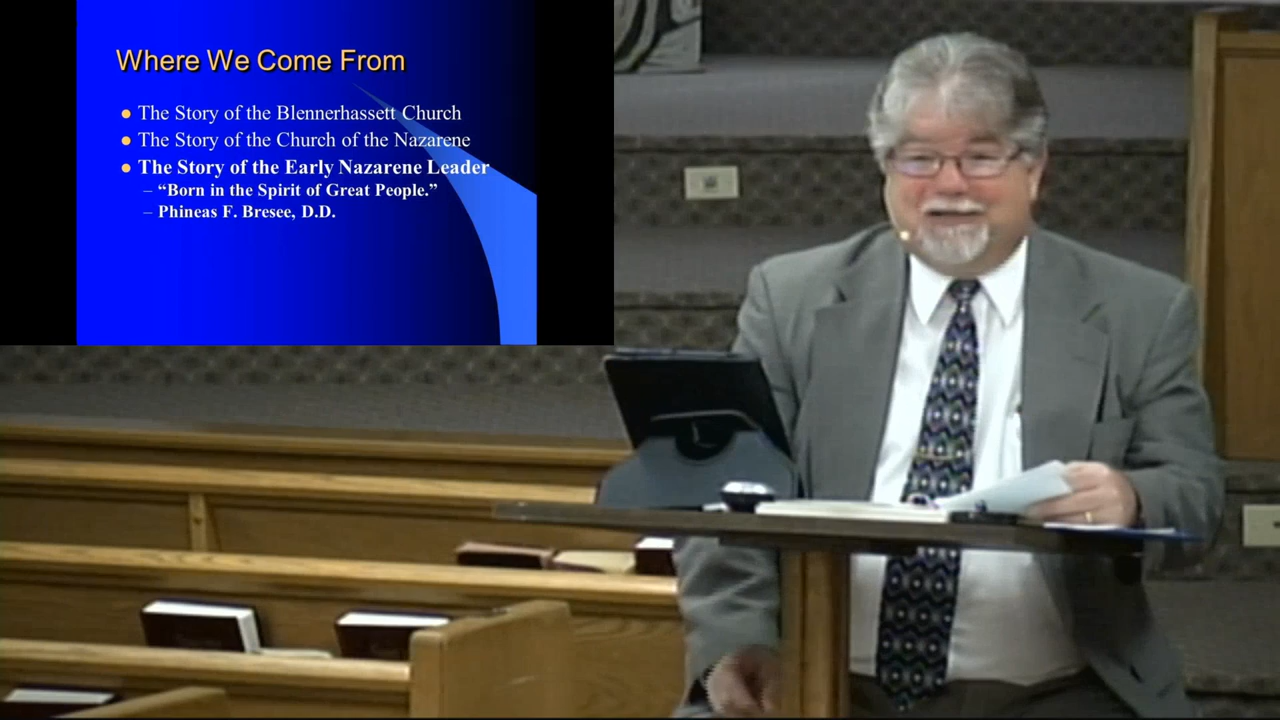 Where We Come From
● The Story of the Blennerhassett Church
● The Story of the Church of the Nazarene
● The Story of the Early Nazarene Leader
– “Born in the Spirit of Great People.”
– Phineas F. Bresee, D.D.